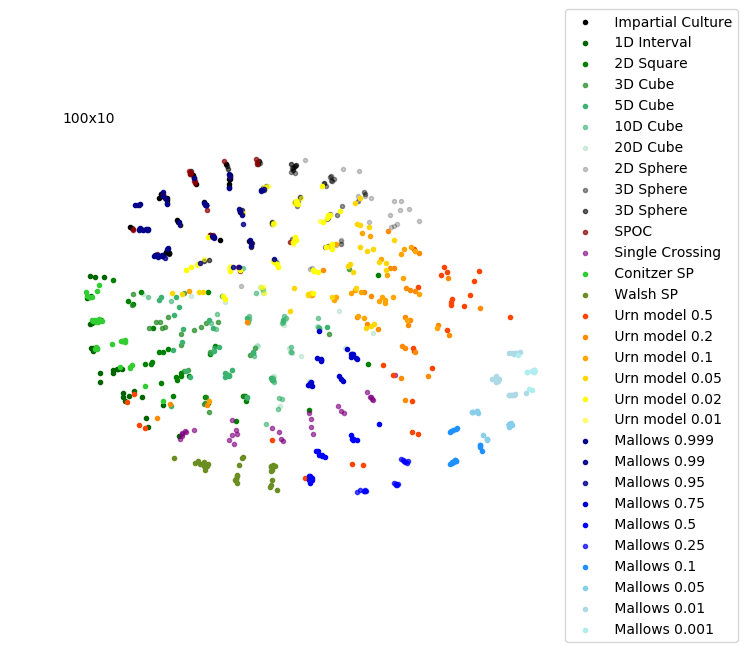 100x10
Impartial Culture
1D Interval
2D Square
3D Cube
5D Cube
10D Cube
20D Cube
2D Sphere
3D Sphere
3D Sphere
SPOC
Single Crossing
Conitzer SP
Walsh SP
Urn model 0.5
Urn model 0.2
Urn model 0.1
Urn model 0.05
Urn model 0.02
Urn model 0.01
Mallows 0.999
Mallows 0.99
Mallows 0.95
Mallows 0.75
Mallows 0.5
Mallows 0.25
Mallows 0.1
Mallows 0.05
Mallows 0.01
Mallows 0.001